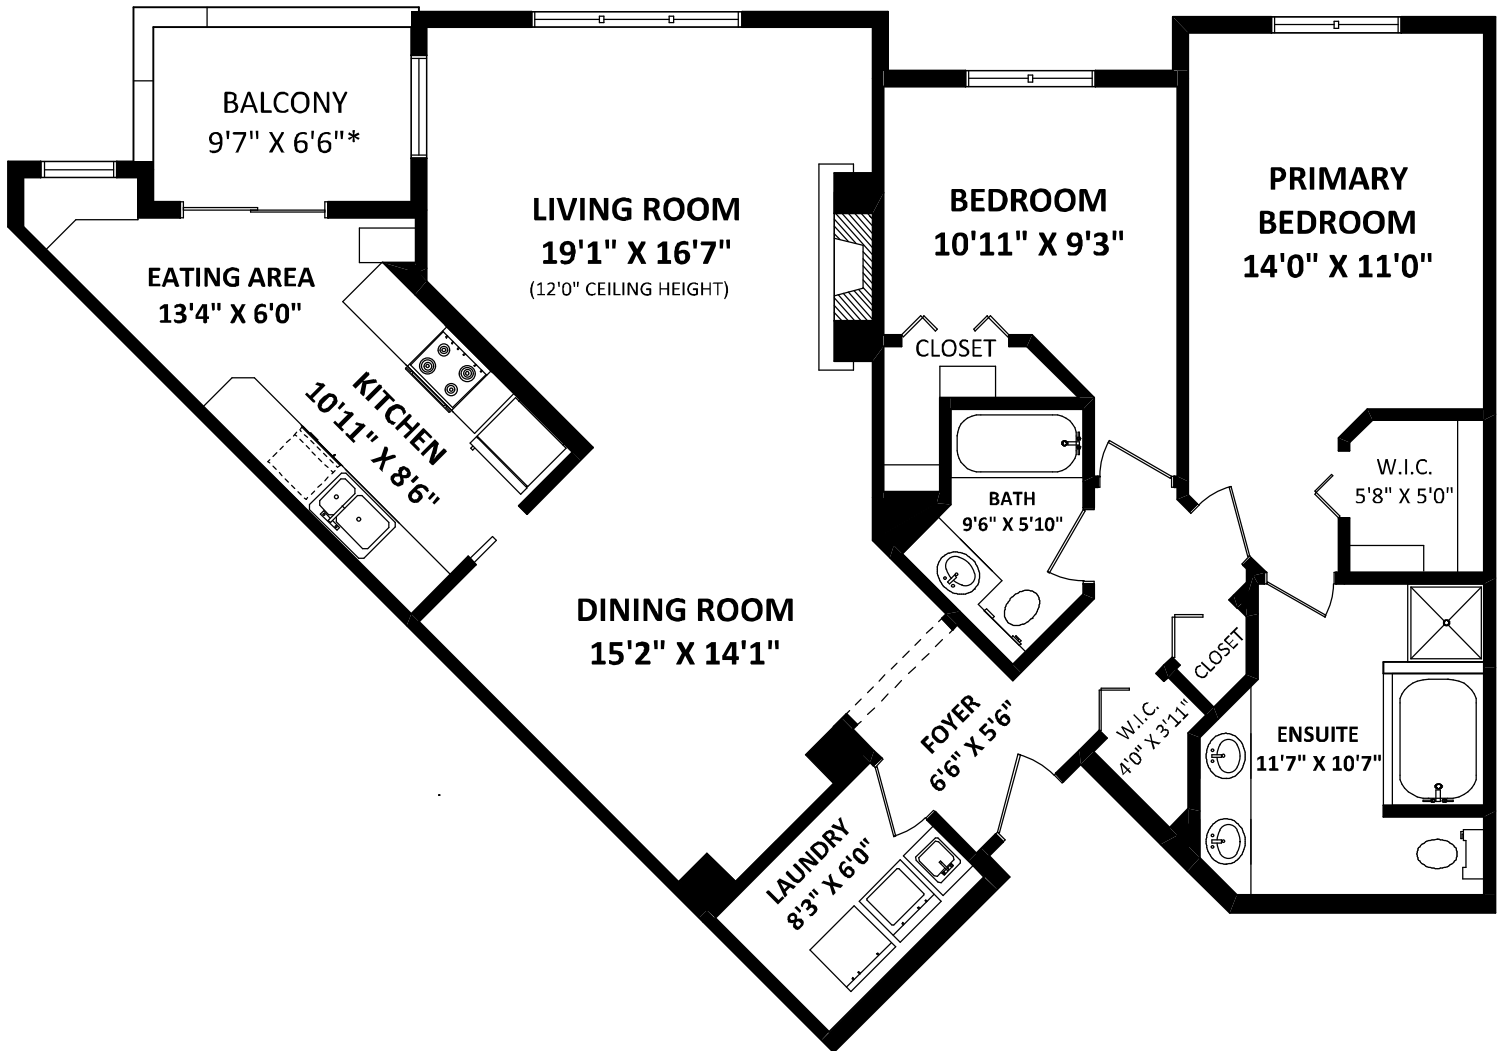 BALCONY
9'7" X 6'6"*
LIVING ROOM
19'1" X 16'7"
(12'0" CEILING HEIGHT)
BEDROOM
10'11" X 9'3"
PRIMARY
BEDROOM
14'0" X 11'0"
EATING AREA
13'4" X 6'0"
CLOSET
KITCHEN
10'11" X 8'6"
W.I.C.
5'8" X 5'0"
BATH
9'6" X 5'10"
DINING ROOM
15'2" X 14'1"
CLOSET
FOYER
6'6" X 5'6"
W.I.C.
4'0" X 3'11"
ENSUITE
11'7" X 10'7"
LAUNDRY
8'3" X 6'0"